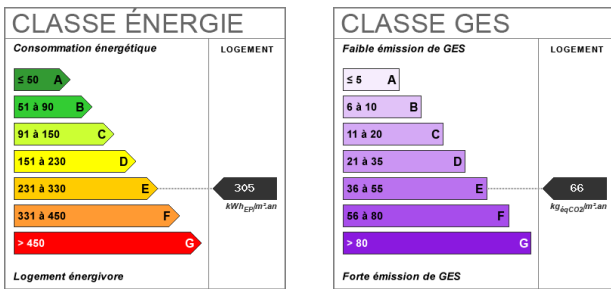 CLASSE ÉNERGIE
Consommation énergétique
LOGEMENT
≤ 50 A
51 à 90 B
91 à 150 C
151 à 230 D
231 à 330 E
305
kWhEP/m².an
331 à 450 F
> 450 G
Logement énergivore
CLASSE GES
Faible émission de GES
LOGEMENT
≤ 5 A
6 à 10 B
11 à 20 C
21 à 35 D
36 à 55 E
66
kgéqCO2/m².an
56 à 80 F
> 80 G
Forte émission de GES